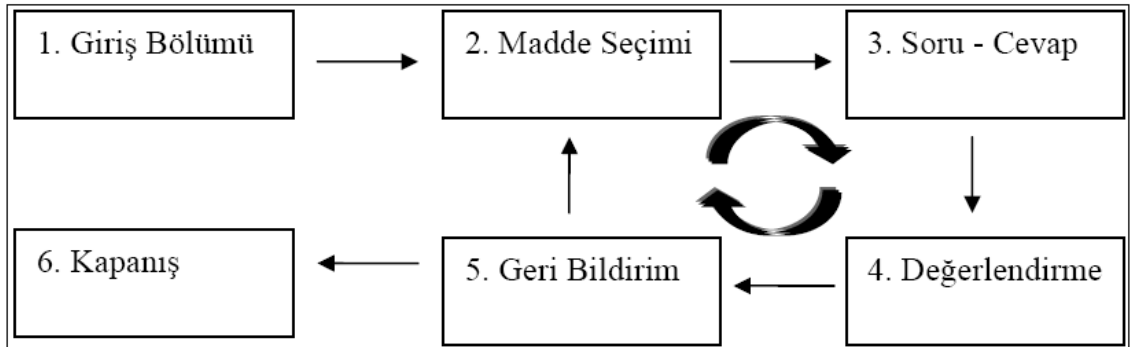 1. Giriş Bölümü
2. Madde Seçimi
3. Soru - Cevap
6. Kapanış
5. Geri Bildirim
4. Değerlendirme